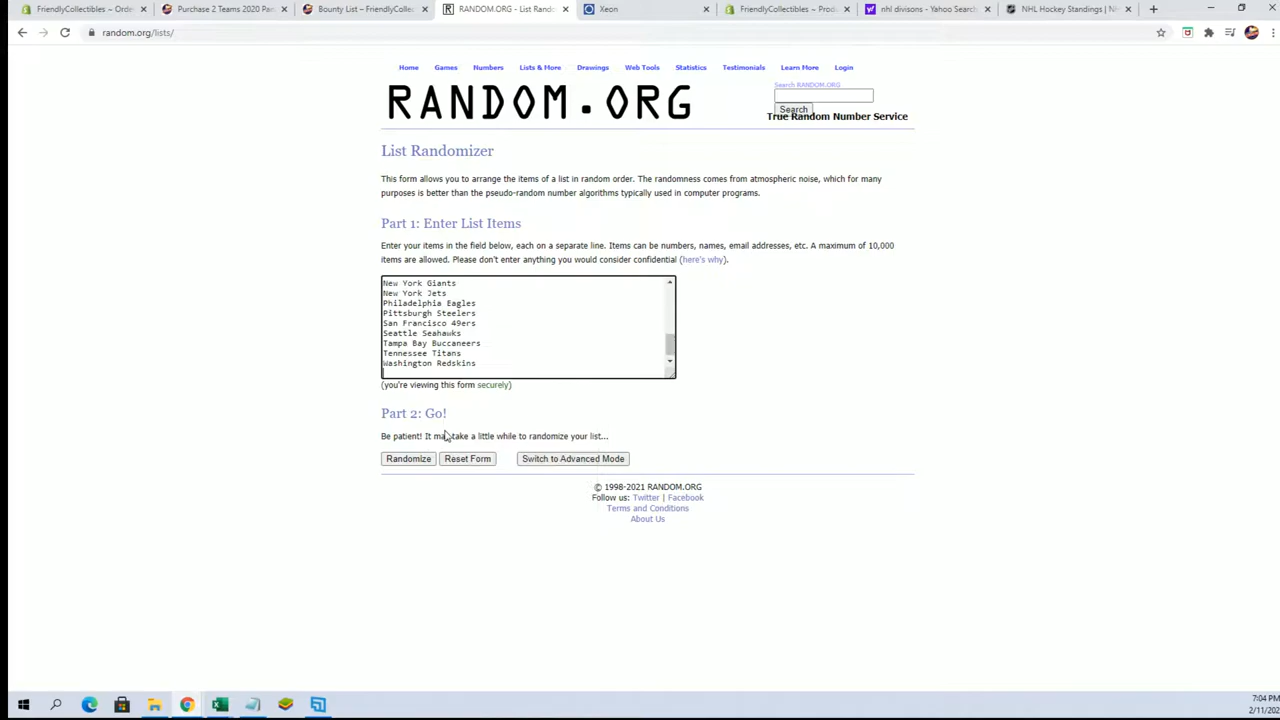 FriendlyCollectibles ~ Orde
Purchase 2 Teams 2020 Pan
Bounty List – FriendlyCollec
RANDOM.ORG - List Rando
Xeon
FriendlyCollectibles ~ Prod
nhl divisons - Yahoo Search
NHL Hockey Standings | NH
random.org/lists/
Home Games Numbers Lists & More Drawings Web Tools Statistics Testimonials Learn More Login
RANDOM.ORG
Search RANDOM.ORG
Search
True Random Number Service
List Randomizer
This form allows you to arrange the items of a list in random order. The randomness comes from atmospheric noise, which for many
purposes is better than the pseudo-random number algorithms typically used in computer programs.
Part 1: Enter List Items
Enter your items in the field below, each on a separate line. Items can be numbers, names, email addresses, etc. A maximum of 10,000
items are allowed. Please don't enter anything you would consider confidential (here's why).
New York Giants
New York Jets
Philadelphia Eagles
Pittsburgh Steelers
San Francisco 49ers
Seattle Seahawks
Tampa Bay Buccaneers
Tennessee Titans
Washington Redskins
(you're viewing this form securely)
Part 2: Go!
Be patient! It may take a little while to randomize your list...
Randomize Reset Form Switch to Advanced Mode
© 1998-2021 RANDOM.ORG
Follow us: Twitter | Facebook
Terms and Conditions
About Us
7:04 PM
2/11/202